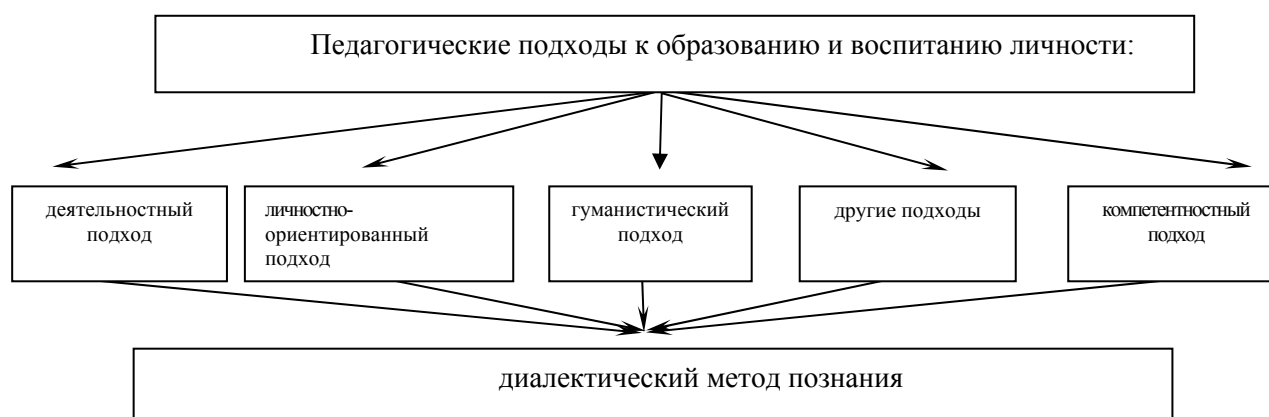 Педагогические подходы к образованию и воспитанию личности:
деятельностный
подход
личностно-
ориентированный
подход
гуманистический
подход
другие подходы
компетентностный
подход
диалектический метод познания